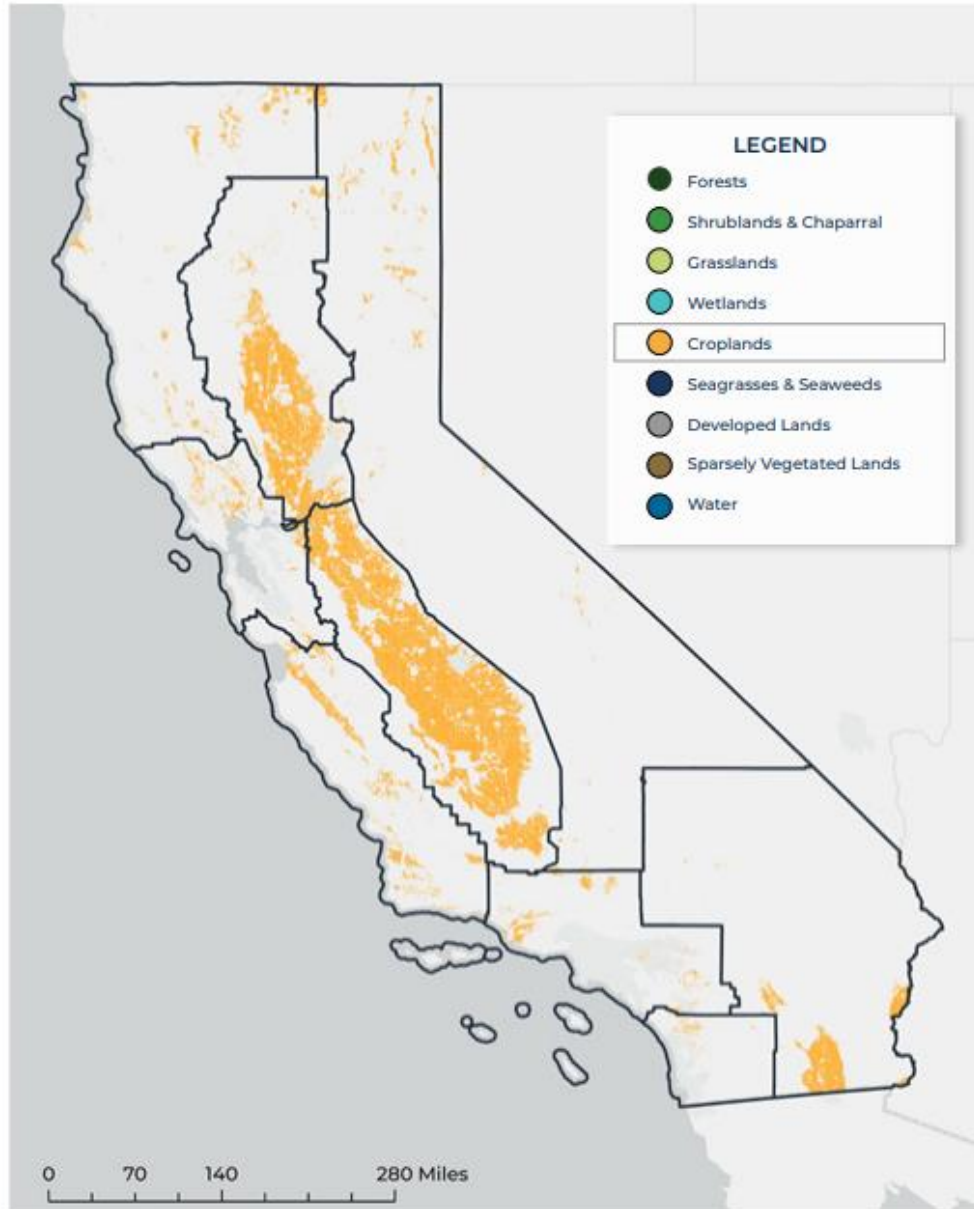 LEGEND
Forests
Shrublands & Chaparral
Grasslands
Wetlands
Croplands
Seagrasses & Seaweeds
Developed Lands
Sparsely Vegetated Lands
Water
0 70 140 280 Miles